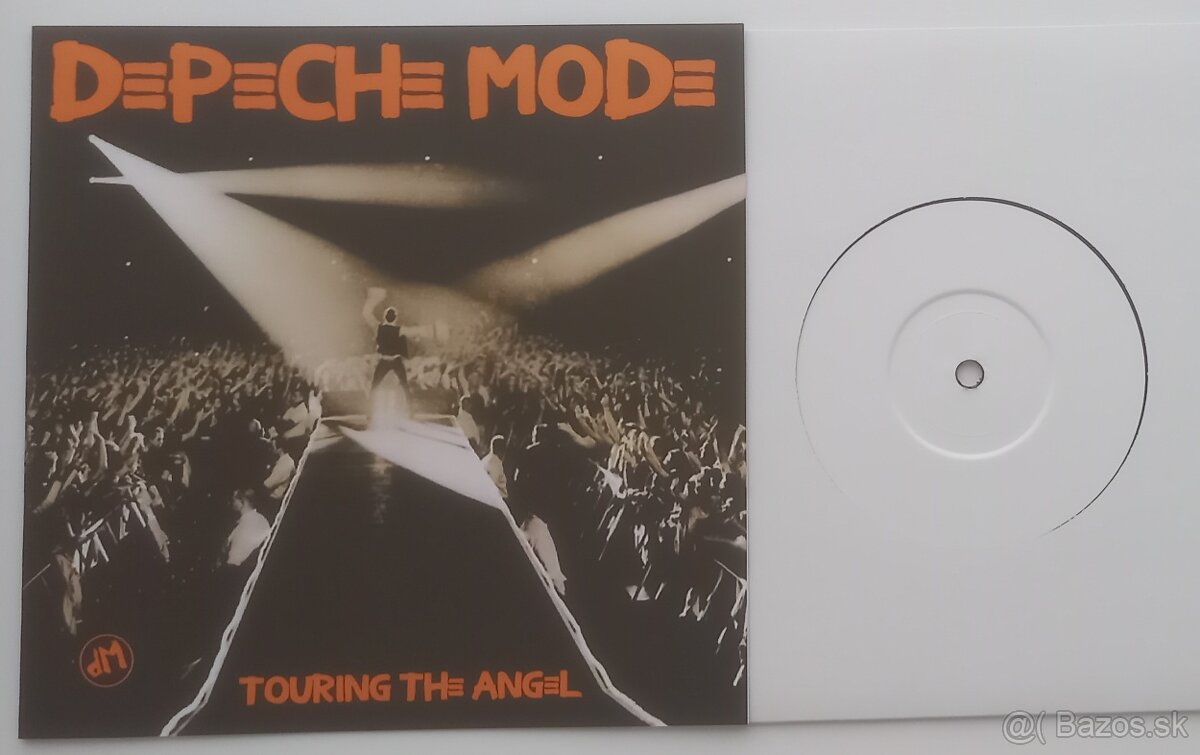 DEPECHE MODE
dM
TOURING THE ANGEL
@( Bazos.sk